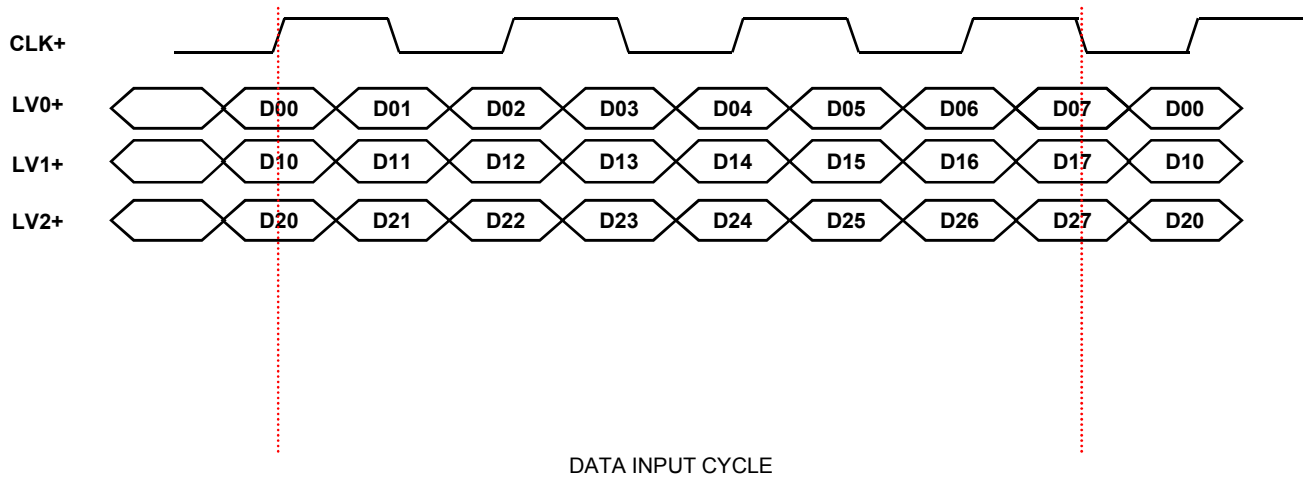 CLK+
LV0+ D00 D01 D02 D03 D04 D05 D06 D07 D00
LV1+ D10 D11 D12 D13 D14 D15 D16 D17 D10
LV2+ D20 D21 D22 D23 D24 D25 D26 D27 D20
DATA INPUT CYCLE